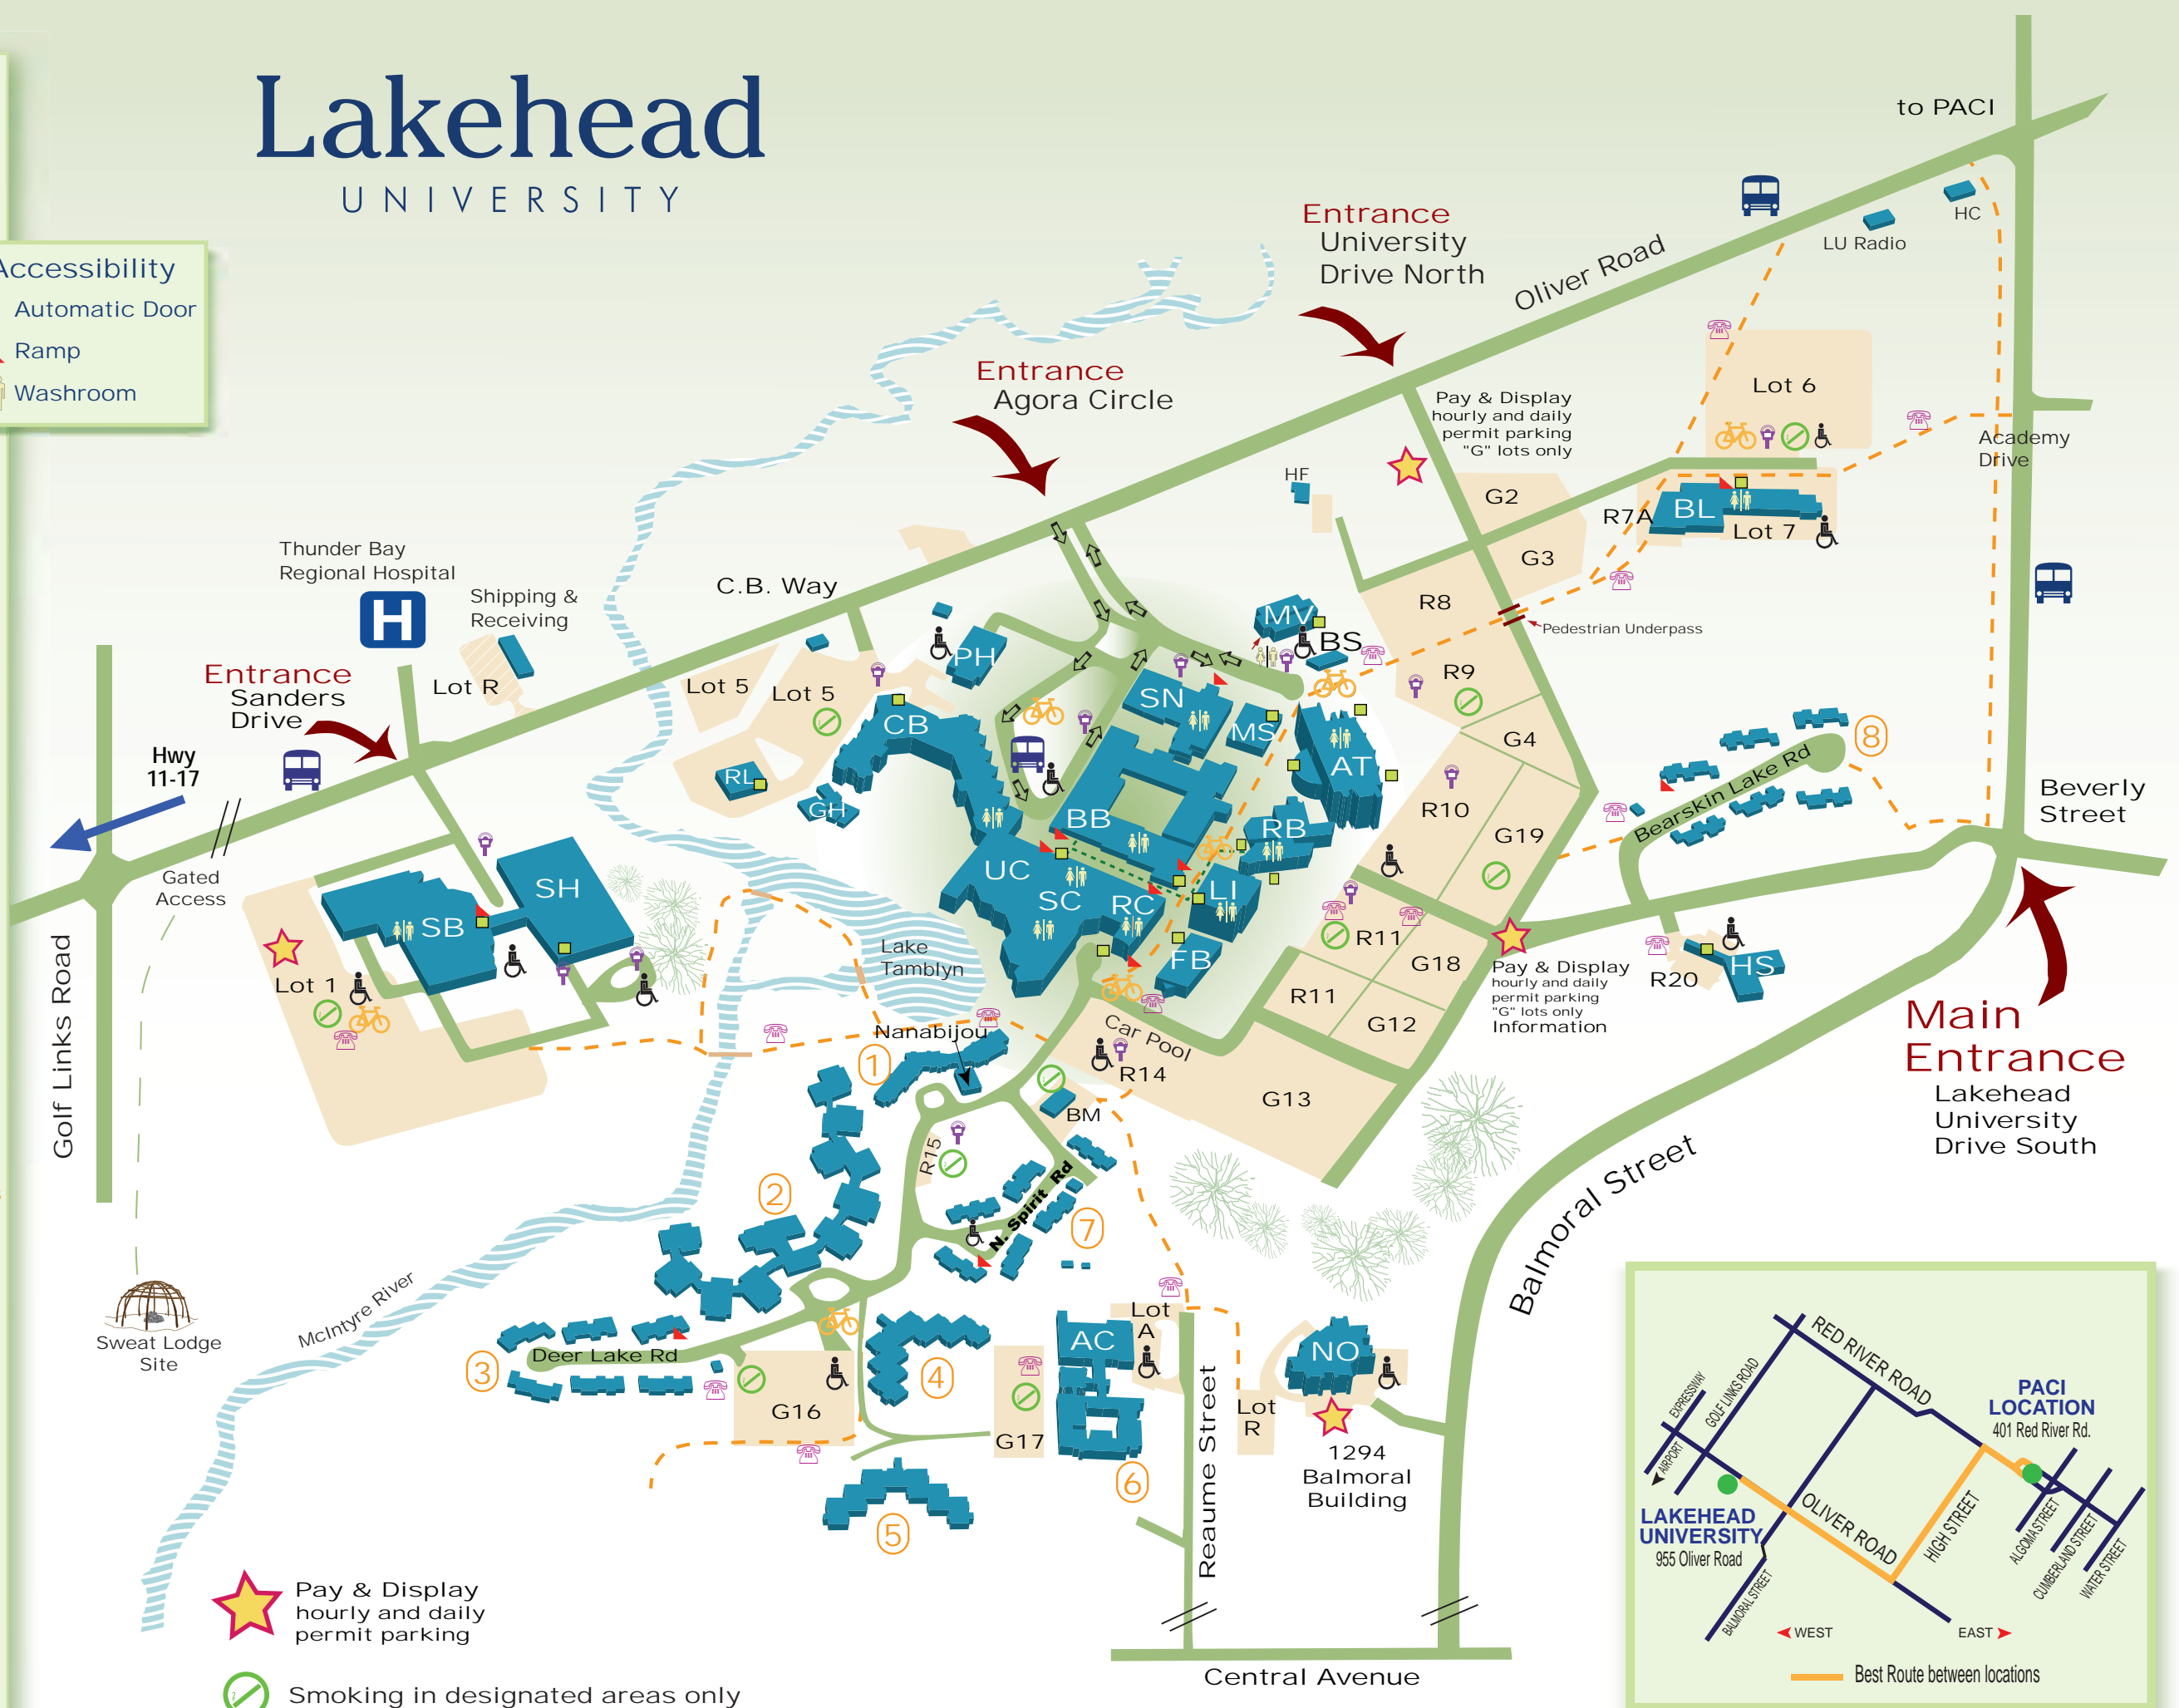 Lakehead
UNIVERSITY
Accessibility
Automatic Door
Ramp
Washroom
to PACI
HC
LU Radio
Entrance
University
Drive North
Oliver Road
Entrance
Agora Circle
Pay & Display
hourly and daily
permit parking
"G" lots only
Lot 6
Academy
Drive
HF
G2
R7A
BL
Lot 7
G3
Thunder Bay
Regional Hospital
H
Shipping &
Receiving
C.B. Way
R8
MV
BS
Pedestrian Underpass
Lot R
Entrance
Sanders
Drive
Lot 5
Lot 5
PH
R9
SN
CB
MS
G4
8
Hwy
11-17
RL
AT
Bearskin Lake Rd
Beverly
Street
GH
BB
RB
R10
G19
Gated
Access
UC
SH
SB
SC
RC
LI
R11
Lake
Tamblyn
FB
G18
Pay & Display
hourly and daily
permit parking
"G" lots only
Information
R20
HS
Lot 1
R11
G12
Main
Entrance
Lakehead
University
Drive South
Golf Links Road
Nanabijou
Car Pool
1
R14
G13
BM
R15
2
N. Spirit Rd
7
Balmoral Street
McIntyre River
Sweat Lodge
Site
Lot
A
AC
NO
3
Deer Lake Rd
4
G16
G17
Lot
R
Reaume Street
1294
Balmoral
Building
6
5
Pay & Display
hourly and daily
permit parking
Smoking in designated areas only
Central Avenue
RED RIVER ROAD
EXPRESSWAY
GOLF LINKS ROAD
AIRPORT
PACI
LOCATION
401 Red River Rd.
LAKEHEAD
UNIVERSITY
955 Oliver Road
OLIVER ROAD
HIGH STREET
ALGOMA STREET
CUMBERLAND STREET
WATER STREET
BALMORAL STREET
WEST
EAST
Best Route between locations